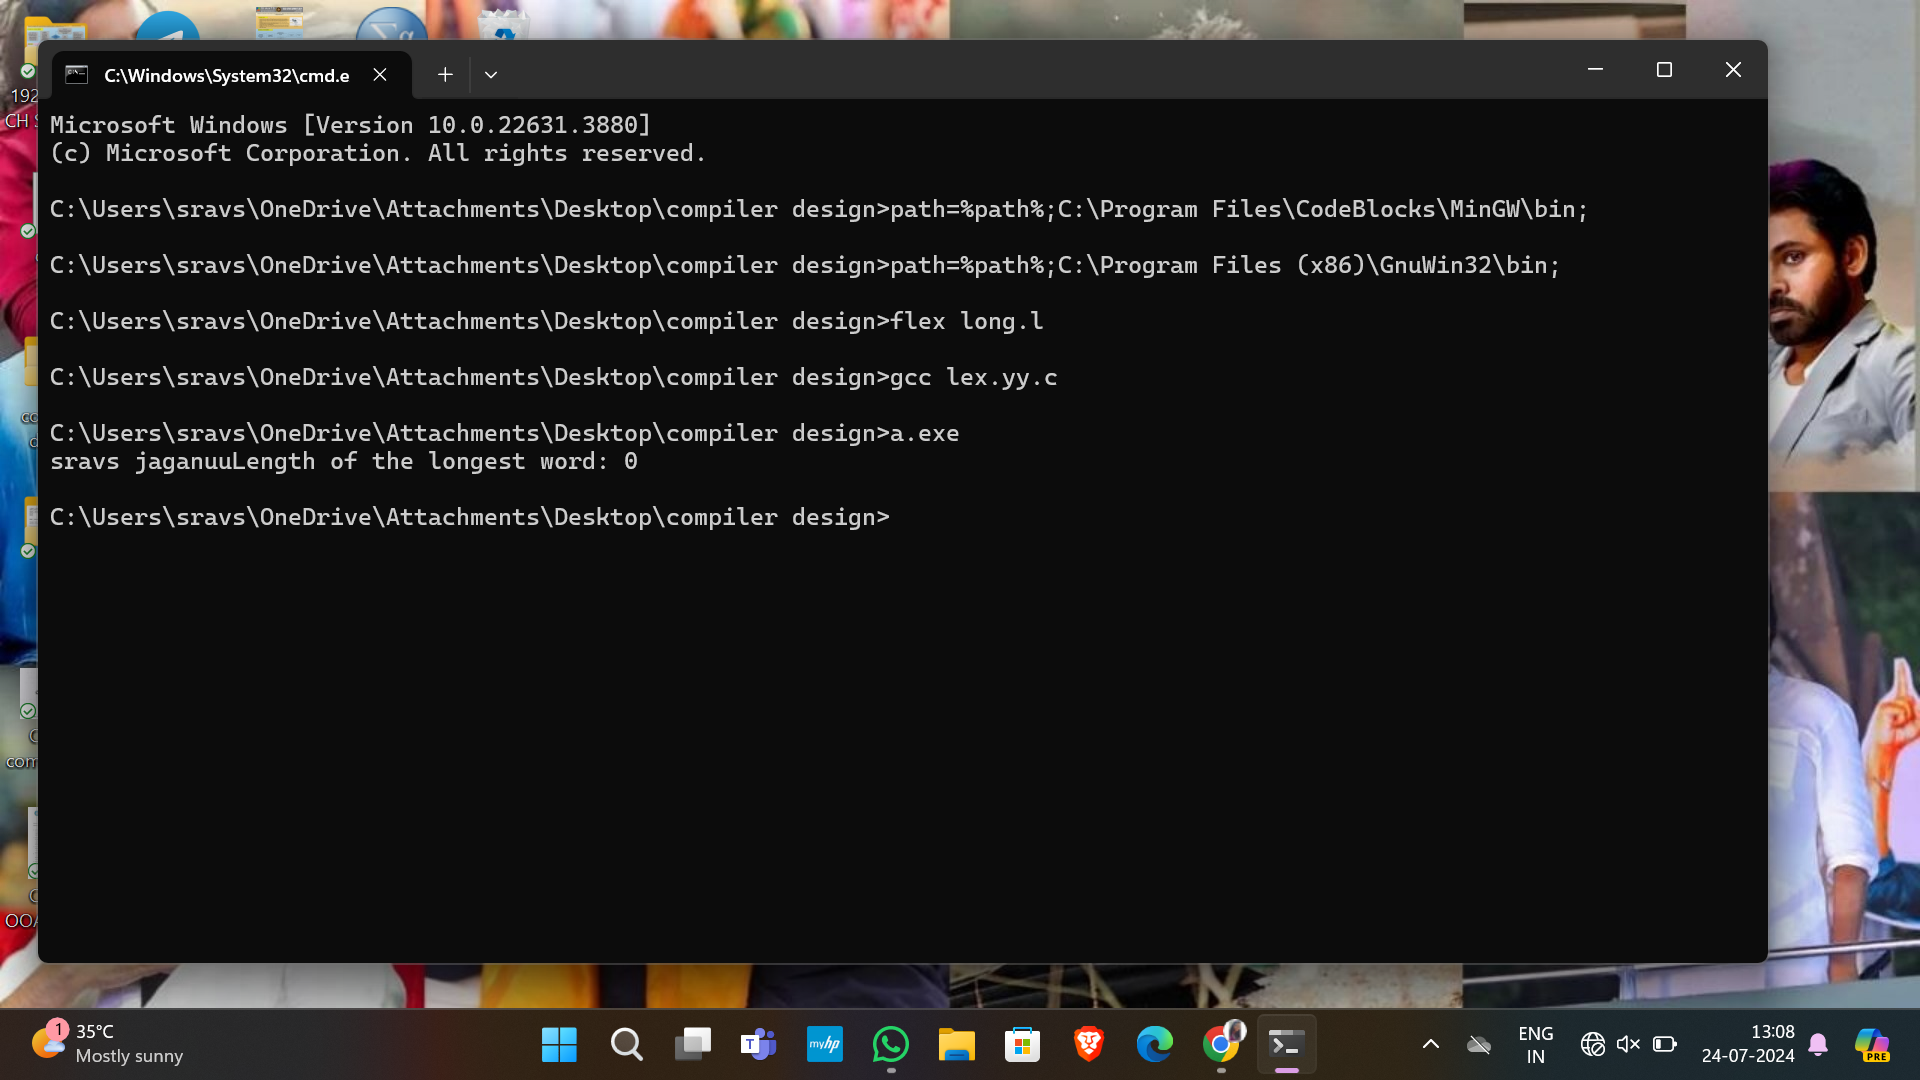 192
CH S
C:\Windows\System32\cmd.e
Microsoft Windows [Version 10.0.22631.3880]
(c) Microsoft Corporation. All rights reserved.
C:\Users\sravs\OneDrive\Attachments\Desktop\compiler design>path=%path%;C:\Program Files\CodeBlocks\MinGW\bin;
C:\Users\sravs\OneDrive\Attachments\Desktop\compiler design>path=%path%;C:\Program Files (x86)\GnuWin32\bin;
C:\Users\sravs\OneDrive\Attachments\Desktop\compiler design>flex long.l
C:\Users\sravs\OneDrive\Attachments\Desktop\compiler design>gcc lex.yy.c
C:\Users\sravs\OneDrive\Attachments\Desktop\compiler design>a.exe
sravs jaganuuLength of the longest word: 0
C:\Users\sravs\OneDrive\Attachments\Desktop\compiler design>
com
OOA
1
35°C
Mostly sunny
T
myhp
ENG
IN
13:08
24-07-2024
PRE